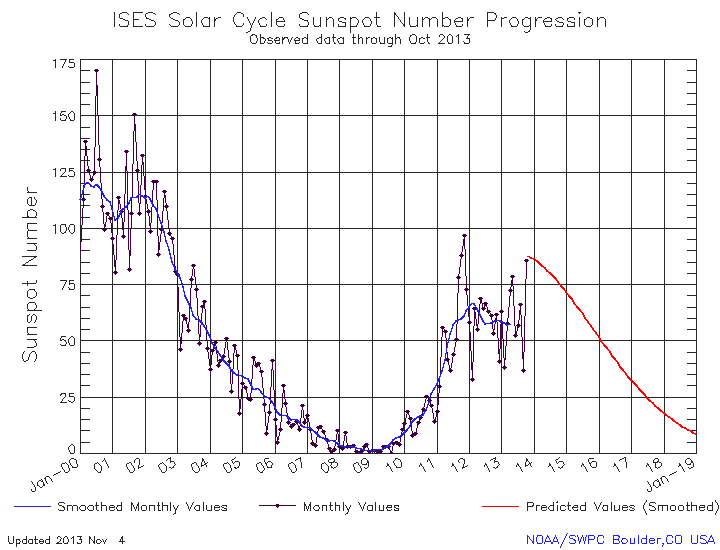 ISES Solar Cycle Sunspot Number Progression
Observed data through Oct 2013
Sunspot Number
175
150
125
100
75
50
25
0
Jan-00 01 02 03 04 05 06 07 08 09 10 11 12 13 14 15 16 17 18 Jan-19
Smoothed Monthly Values Monthly Values Predicted Values (Smoothed)
Updated 2013 Nov 4 NOAA/SWPC Boulder,CO USA